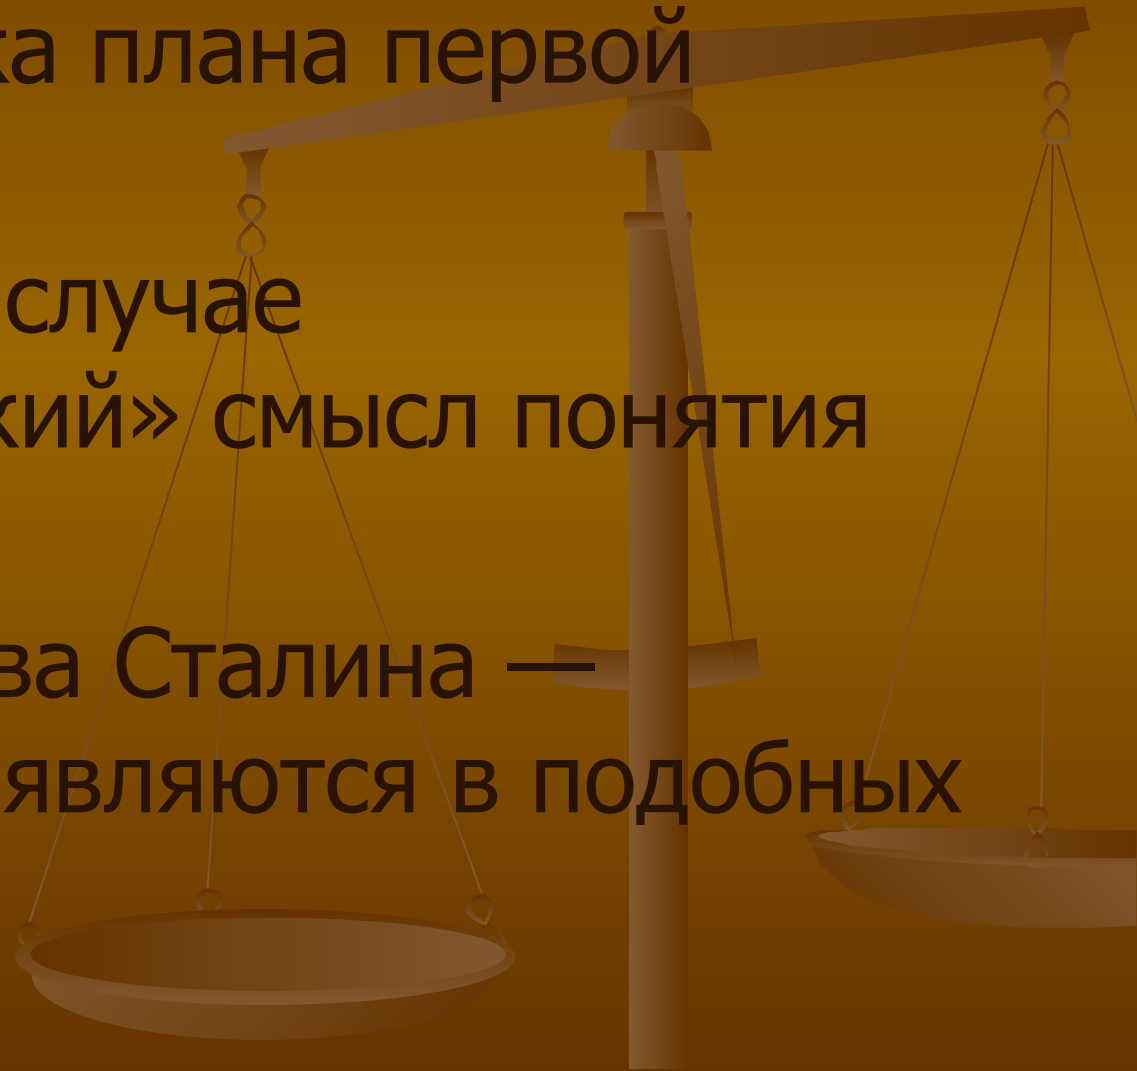 ка плана первой
случае
кий» смысл понятия
ва Сталина —
являются в подобных